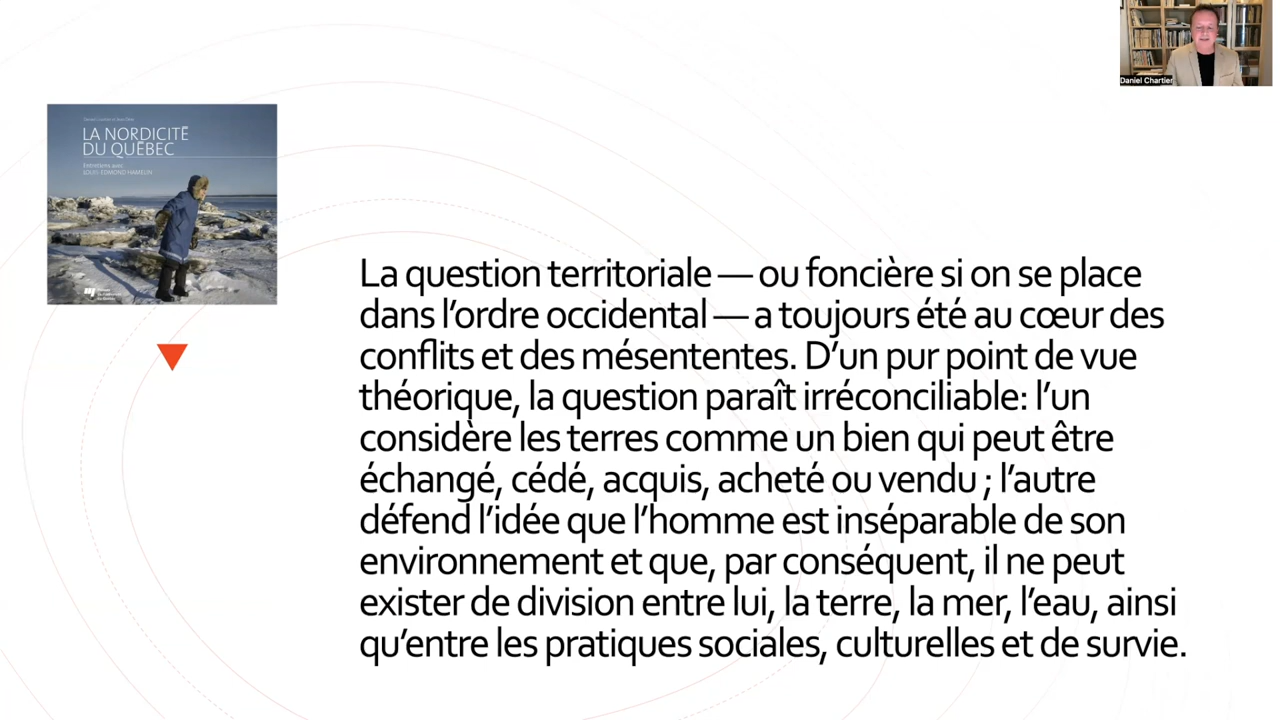 Daniel Chartier
LA NORDICITÉ
DU QUÉBEC
Entretiens avec
LOUIS-EDMOND HAMELIN
La question territoriale — ou foncière si on se place
dans l’ordre occidental — a toujours été au cœur des
conflits et des mésententes. D’un pur point de vue
théorique, la question paraît irréconciliable: l’un
considère les terres comme un bien qui peut être
échangé, cédé, acquis, acheté ou vendu ; l’autre
défend l’idée que l’homme est inséparable de son
environnement et que, par conséquent, il ne peut
exister de division entre lui, la terre, la mer, l’eau, ainsi
qu’entre les pratiques sociales, culturelles et de survie.